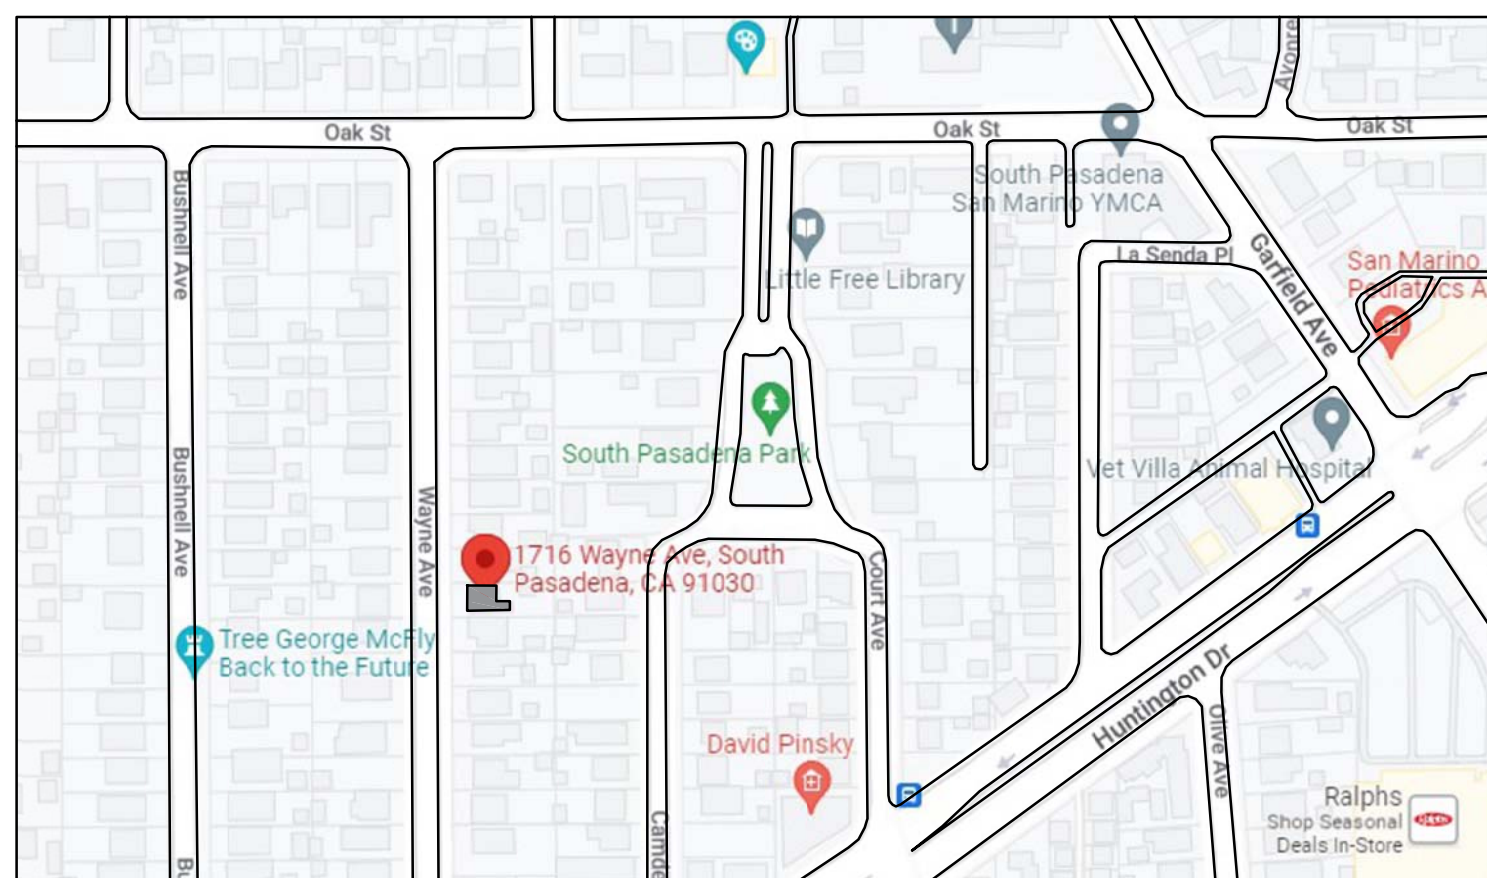 Avonre
Oak St
Oak St
Oak St
South Pasadena
San Marino YMCA
Bushnell Ave
Little Free Library
La Senda Pl
Garfield Ave
San Marino
Pediatrics A
South Pasadena Park
Vet Villa Animal Hospital
Bushnell Ave
Wayne Ave
1716 Wayne Ave, South
Pasadena, CA 91030
Court Ave
Tree George McFly
Back to the Future
Huntington Dr
Olive Ave
David Pinsky
Camde
Ralphs
Shop Seasonal
Deals In-Store
Ralphs
Bu